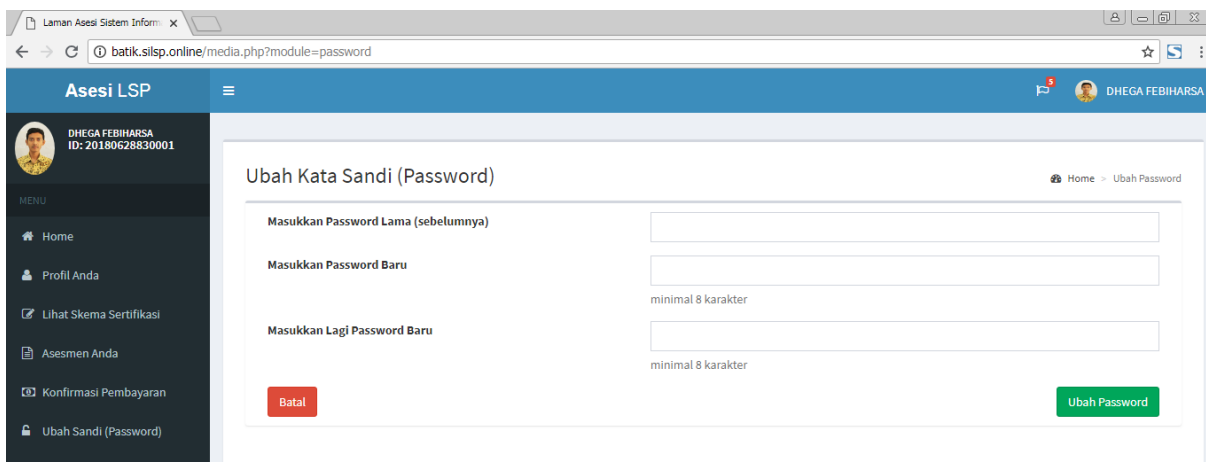 Laman Asesi Sistem Inform
batik.silsp.online/media.php?module=password
Asesi LSP
5
DHEGA FEBIHARSA
DHEGA FEBIHARSA
ID: 20180628830001
MENU
Home
Profil Anda
Lihat Skema Sertifikasi
Asesmen Anda
Konfirmasi Pembayaran
Ubah Sandi (Password)
Ubah Kata Sandi (Password)
Home > Ubah Password
Masukkan Password Lama (sebelumnya)
Masukkan Password Baru
minimal 8 karakter
Masukkan Lagi Password Baru
minimal 8 karakter
Batal
Ubah Password